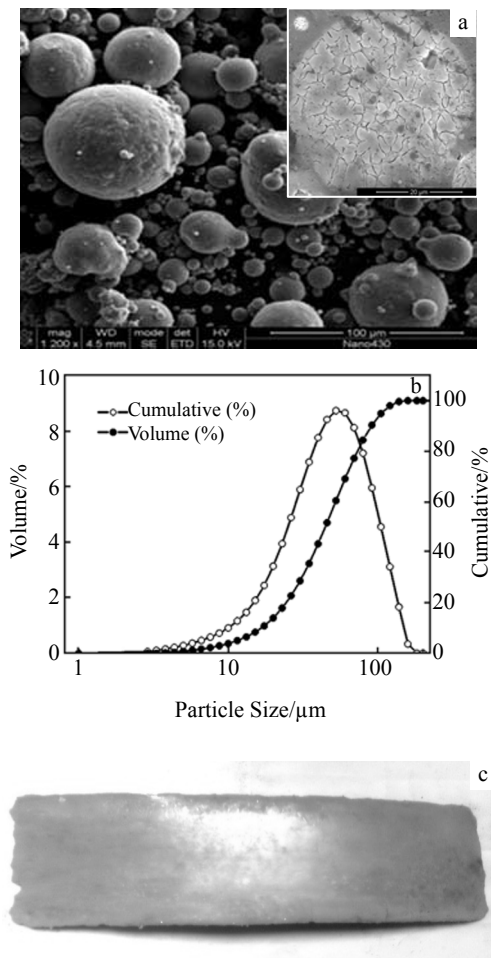 a
20 µm
mag WD mode det HV 100 µm
1 200 x 4.5 mm SE ETD 15.0 kV Nano430
10
8
6
4
2
0
Volume/%
b
Cumulative (%)
Volume (%)
100
80
60
40
20
0
Cumulative/%
1 10 100
Particle Size/µm
c